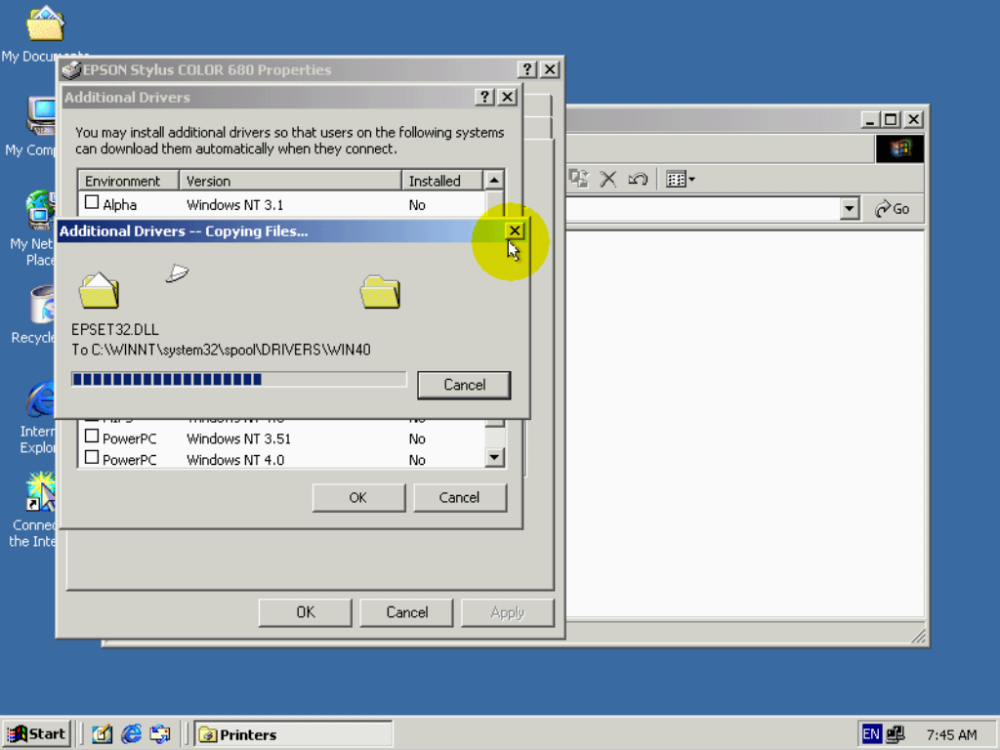 My Documents
EPSON Stylus COLOR 680 Properties
Additional Drivers
You may install additional drivers so that users on the following systems
can download them automatically when they connect.
Environment Version Installed
Alpha Windows NT 3.1 No
Additional Drivers -- Copying Files...
EPSET32.DLL
To C:\WINNT\system32\spool\DRIVERS\WIN40
Cancel
PowerPC Windows NT 3.51 No
PowerPC Windows NT 4.0 No
OK Cancel
OK Cancel Apply
Go
My Comp
My Net
Place
Recycle
Intern
Explo
Connec
the Inte
Start
Printers
EN
7:45 AM